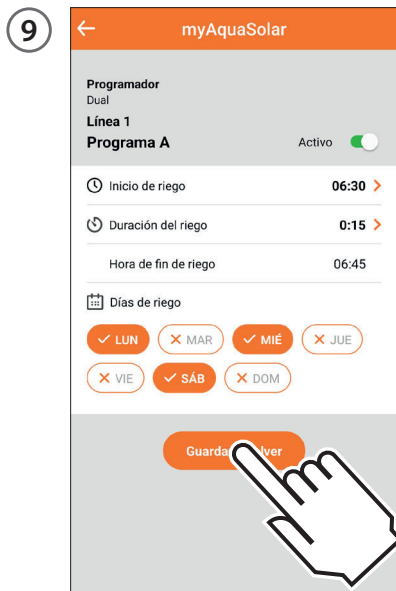 9
myAquaSolar
Programador
Dual
Línea 1
Programa A Activo
Inicio de riego 06:30
Duración del riego 0:15
Hora de fin de riego 06:45
Días de riego
LUN MAR MIÉ JUE
VIE SÁB DOM